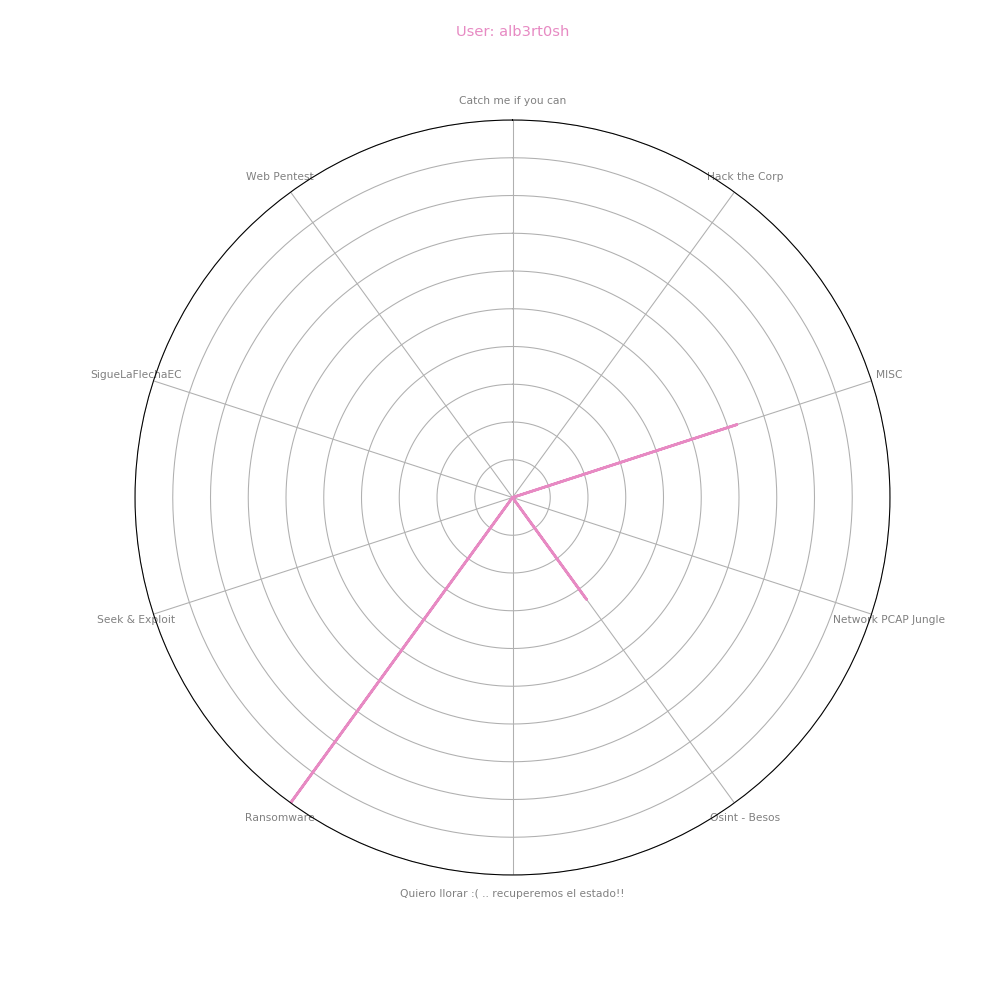 User: alb3rt0sh
Catch me if you can
Web Pentest
Hack the Corp
SigueLaFlechaEC
MISC
Seek & Exploit
Network PCAP Jungle
Ransomware
Osint - Besos
Quiero llorar :( .. recuperemos el estado!!